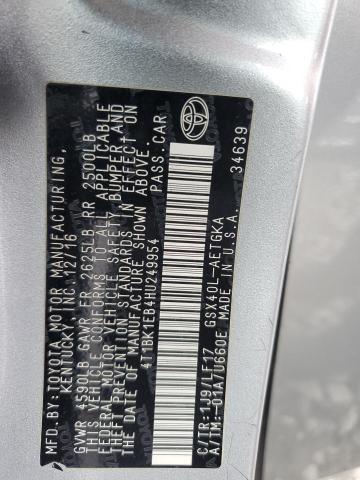 MFD. BY: TOYOTA MOTOR MANUFACTURING,
KENTUCKY, INC. 12/16
GVWR 4590LB GAWR FR 2625LB RR 2500LB
THIS VEHICLE CONFORMS TO ALL APPLICABLE
FEDERAL MOTOR VEHICLE SAFETY, BUMPER, AND
THEFT PREVENTION STANDARDS IN EFFECT ON
THE DATE OF MANUFACTURE SHOWN ABOVE.
4T1BK1EB4HU249954 PASS. CAR
C/TR: 1J9/LF17 GSX40L-AETGKA
A/TM: -01A/U660E MADE IN U.S.A.
34639